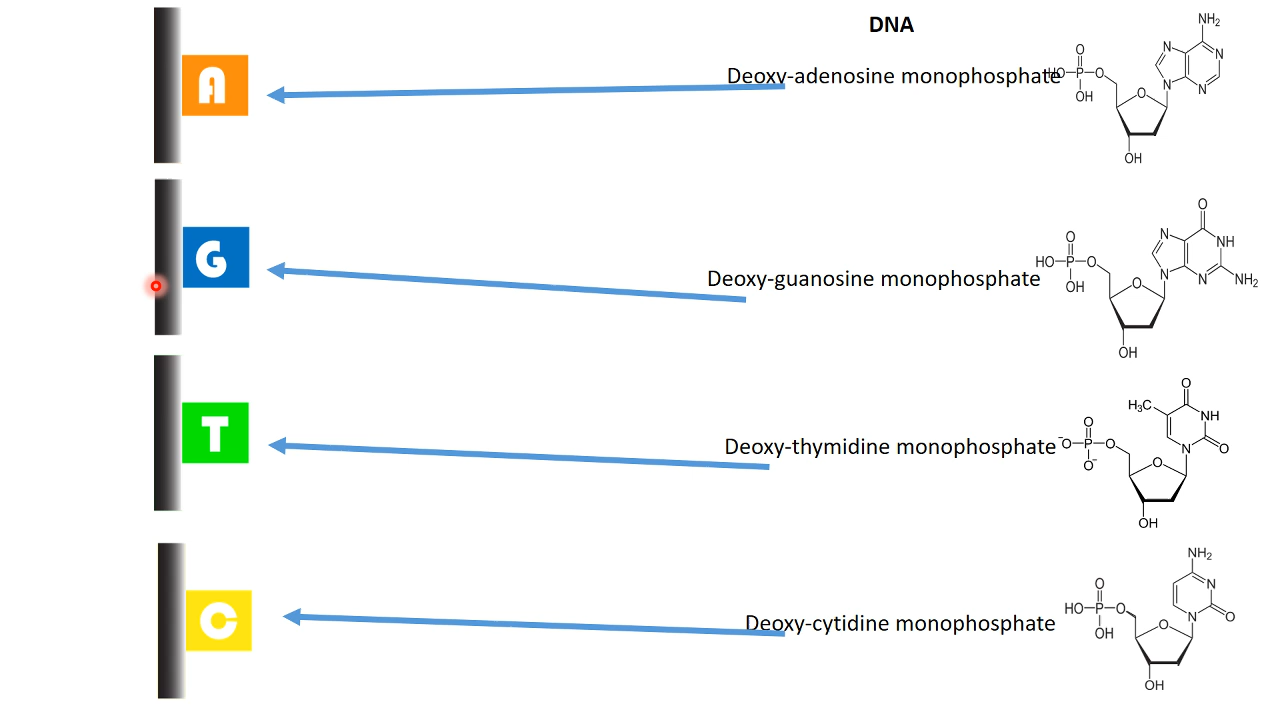 DNA
A
Deoxy-adenosine monophosphate
NH₂
N
N
N
N
O
HO P O
OH
O
OH
G
Deoxy-guanosine monophosphate
O
N
NH
N
N
NH₂
O
HO P O
OH
O
OH
T
Deoxy-thymidine monophosphate
O
H₃C
NH
O
N
O
⁻O P O
O⁻
O
OH
C
Deoxy-cytidine monophosphate
NH₂
N
N
O
O
HO P O
OH
O
OH